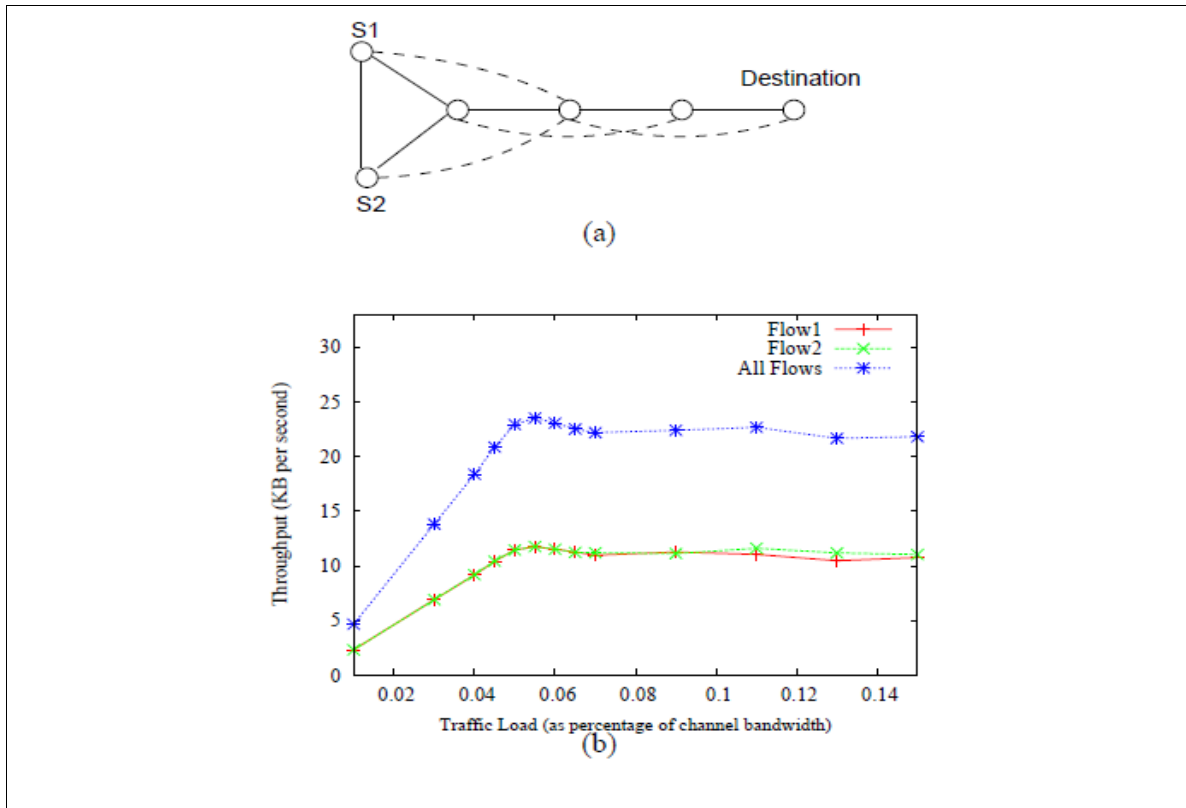 S1
Destination
S2
(a)
Flow1
Flow2
All Flows
30
25
20
15
10
5
0
Throughput (KB per second)
0.02 0.04 0.06 0.08 0.1 0.12 0.14
Traffic Load (as percentage of channel bandwidth)
(b)